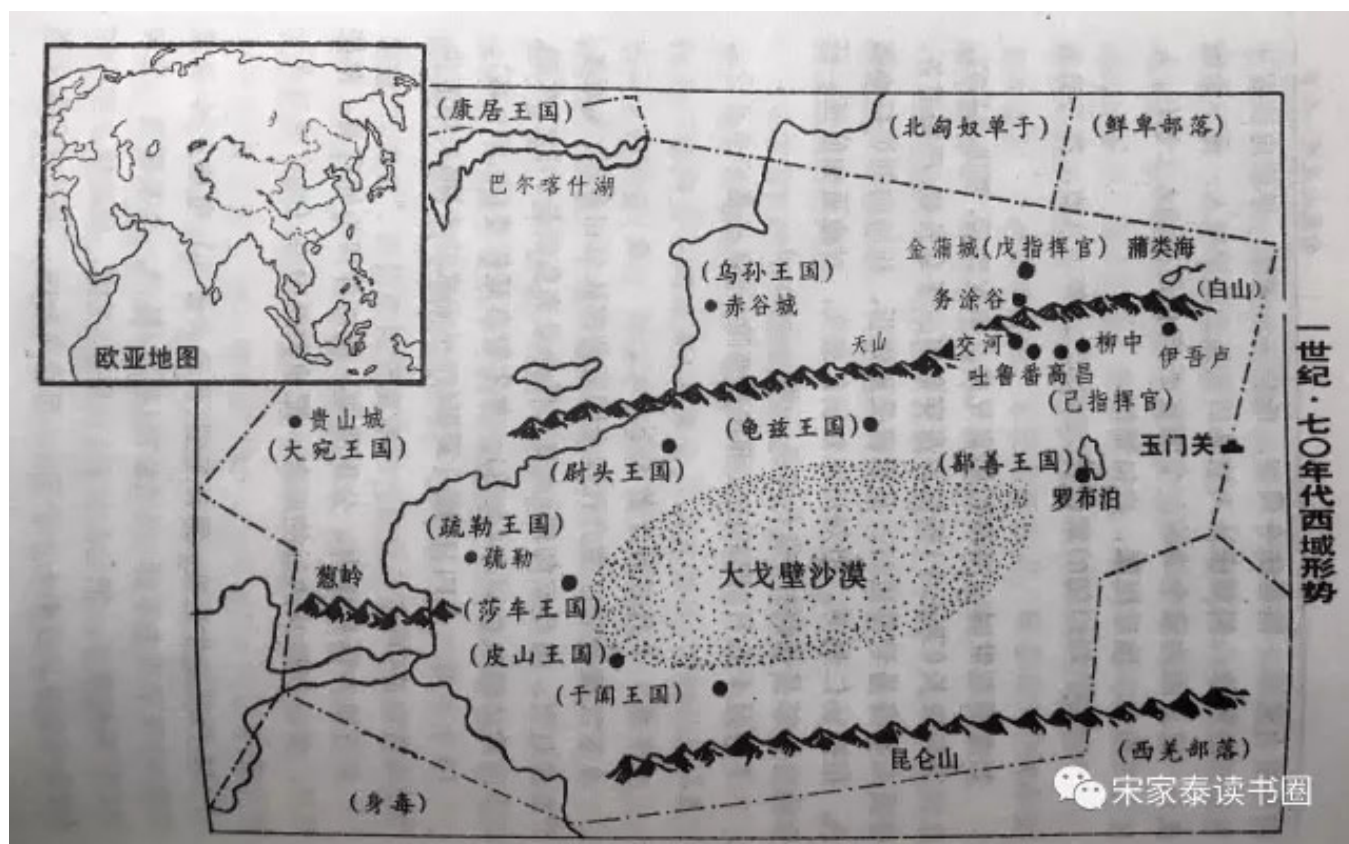 欧亚地图
(康居王国)
巴尔喀什湖
(北匈奴单于)
(鲜卑部落)
金蒲城(戊指挥官)
蒲类海
(白山)
务涂谷
(乌孙王国)
赤谷城
天山
交河
柳中
伊吾卢
吐鲁番高昌
(己指挥官)
贵山城
(大宛王国)
(龟兹王国)
(尉头王国)
(鄯善王国)
罗布泊
玉门关
(疏勒王国)
疏勒
大戈壁沙漠
葱岭
(莎车王国)
(皮山王国)
(于阗王国)
昆仑山
(西羌部落)
(身毒)
一世纪·七〇年代西域形势
宋家泰读书圈